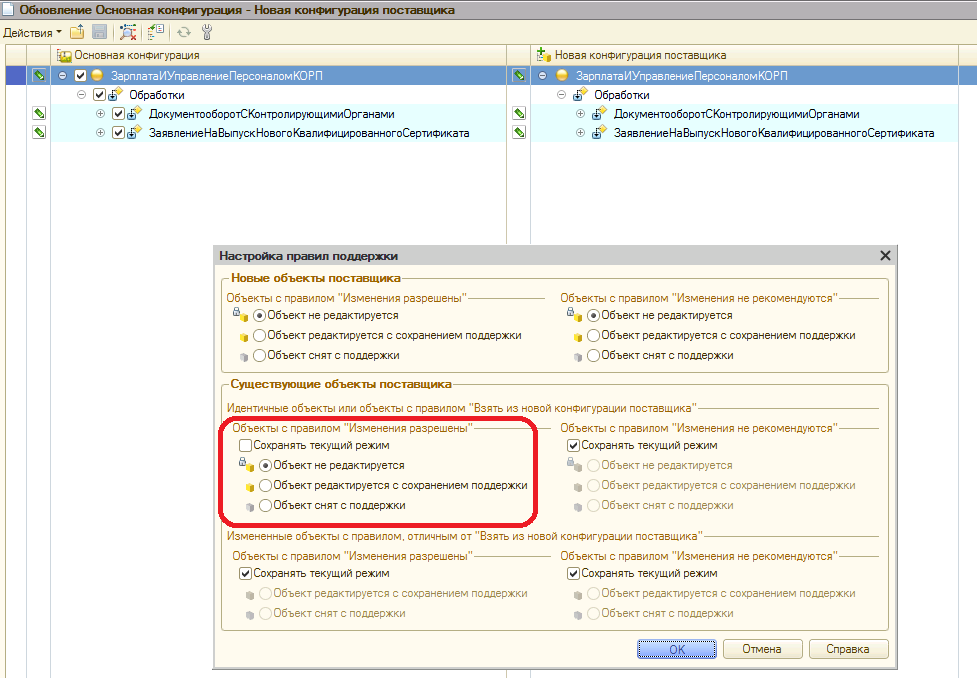 Обновление Основная конфигурация - Новая конфигурация поставщика
Действия
Основная конфигурация
Новая конфигурация поставщика
ЗарплатаИУправлениеПерсоналомКОРП
ЗарплатаИУправлениеПерсоналомКОРП
Обработки
Обработки
ДокументооборотСКонтролирующимиОрганами
ДокументооборотСКонтролирующимиОрганами
ЗаявлениеНаВыпускНовогоКвалифицированногоСертификата
ЗаявлениеНаВыпускНовогоКвалифицированногоСертификата
Настройка правил поддержки
Новые объекты поставщика
Объекты с правилом "Изменения разрешены"
Объект не редактируется
Объект редактируется с сохранением поддержки
Объект снят с поддержки
Объекты с правилом "Изменения не рекомендуются"
Объект не редактируется
Объект редактируется с сохранением поддержки
Объект снят с поддержки
Существующие объекты поставщика
Идентичные объекты или объекты с правилом "Взять из новой конфигурации поставщика"
Объекты с правилом "Изменения разрешены"
Сохранять текущий режим
Объект не редактируется
Объект редактируется с сохранением поддержки
Объект снят с поддержки
Объекты с правилом "Изменения не рекомендуются"
Сохранять текущий режим
Объект не редактируется
Объект редактируется с сохранением поддержки
Объект снят с поддержки
Измененные объекты с правилом, отличным от "Взять из новой конфигурации поставщика"
Объекты с правилом "Изменения разрешены"
Сохранять текущий режим
Объект редактируется с сохранением поддержки
Объект снят с поддержки
Объекты с правилом "Изменения не рекомендуются"
Сохранять текущий режим
Объект редактируется с сохранением поддержки
Объект снят с поддержки
OK
Отмена
Справка